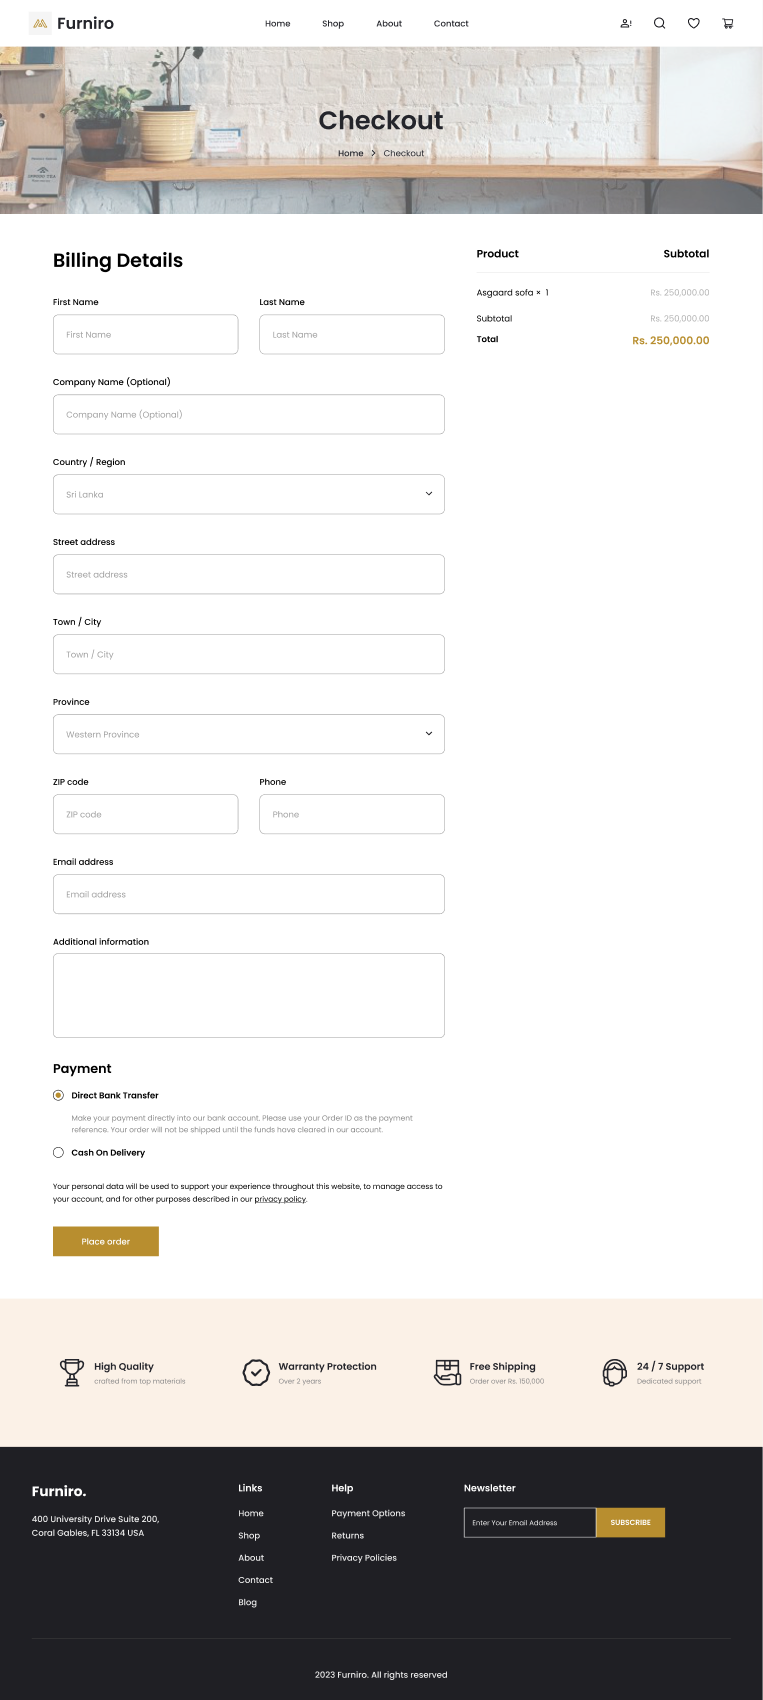 Furniro
Home Shop About Contact
Checkout
Home > Checkout
Billing Details
First Name Last Name
First Name Last Name
Company Name (Optional)
Company Name (Optional)
Country / Region
Sri Lanka
Street address
Street address
Town / City
Town / City
Province
Western Province
ZIP code Phone
ZIP code Phone
Email address
Email address
Additional information
Payment
Direct Bank Transfer
Make your payment directly into our bank account. Please use your Order ID as the payment
reference. Your order will not be shipped until the funds have cleared in our account.
Cash On Delivery
Your personal data will be used to support your experience throughout this website, to manage access to
your account, and for other purposes described in our privacy policy.
Place order
Product Subtotal
Asgaard sofa × 1 Rs. 250,000.00
Subtotal Rs. 250,000.00
Total Rs. 250,000.00
High Quality
crafted from top materials
Warranty Protection
Over 2 years
Free Shipping
Order over Rs. 150,000
24 / 7 Support
Dedicated support
Furniro.
400 University Drive Suite 200,
Coral Gables, FL 33134 USA
Links
Home
Shop
About
Contact
Blog
Help
Payment Options
Returns
Privacy Policies
Newsletter
Enter Your Email Address SUBSCRIBE
2023 Furniro. All rights reserved